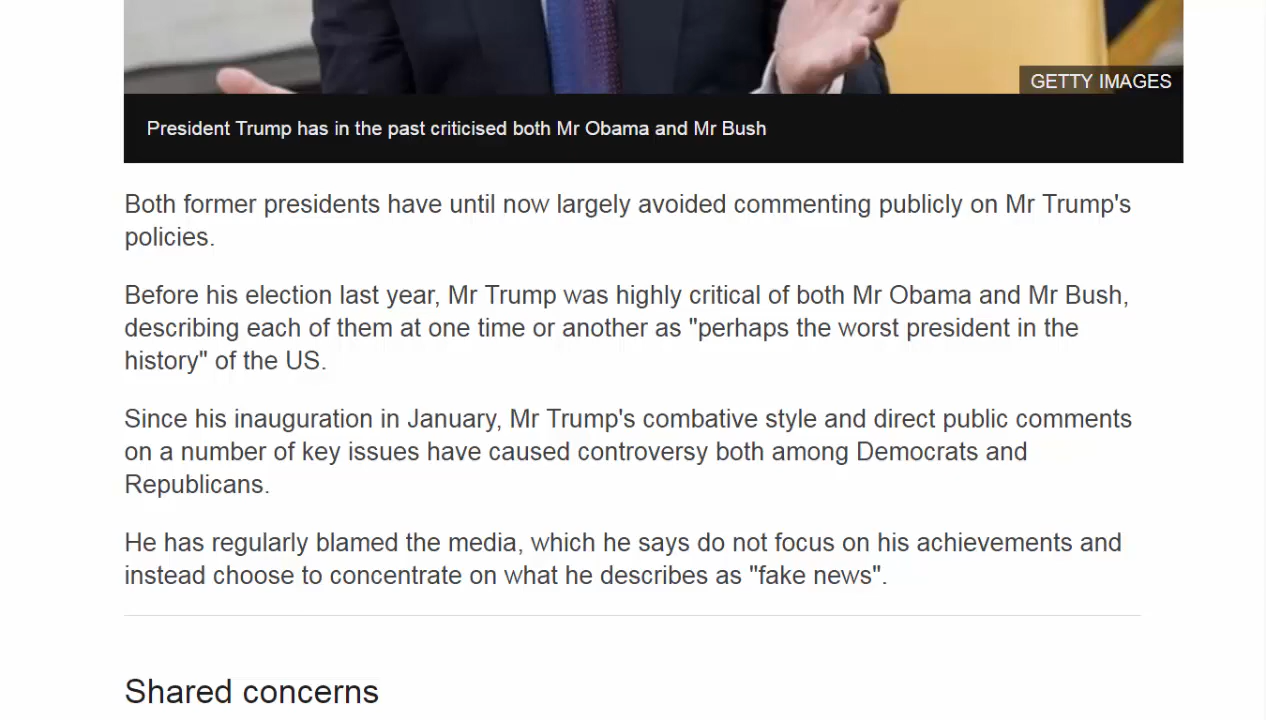 GETTY IMAGES
President Trump has in the past criticised both Mr Obama and Mr Bush
Both former presidents have until now largely avoided commenting publicly on Mr Trump's
policies.
Before his election last year, Mr Trump was highly critical of both Mr Obama and Mr Bush,
describing each of them at one time or another as "perhaps the worst president in the
history" of the US.
Since his inauguration in January, Mr Trump's combative style and direct public comments
on a number of key issues have caused controversy both among Democrats and
Republicans.
He has regularly blamed the media, which he says do not focus on his achievements and
instead choose to concentrate on what he describes as "fake news".
Shared concerns